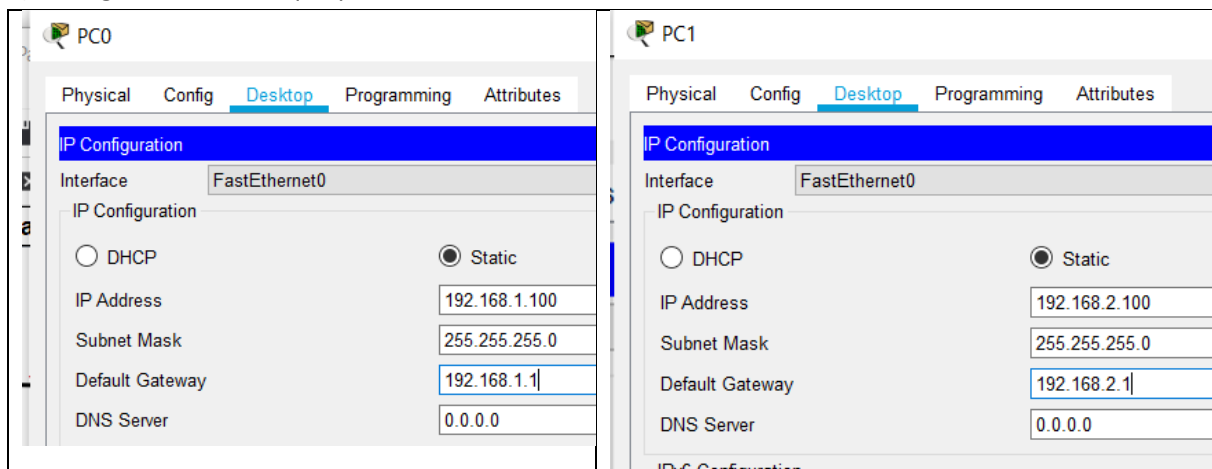 PC0
Physical Config Desktop Programming Attributes
IP Configuration
Interface FastEthernet0
IP Configuration
DHCP Static
IP Address 192.168.1.100
Subnet Mask 255.255.255.0
Default Gateway 192.168.1.1
DNS Server 0.0.0.0
PC1
Physical Config Desktop Programming Attributes
IP Configuration
Interface FastEthernet0
IP Configuration
DHCP Static
IP Address 192.168.2.100
Subnet Mask 255.255.255.0
Default Gateway 192.168.2.1
DNS Server 0.0.0.0